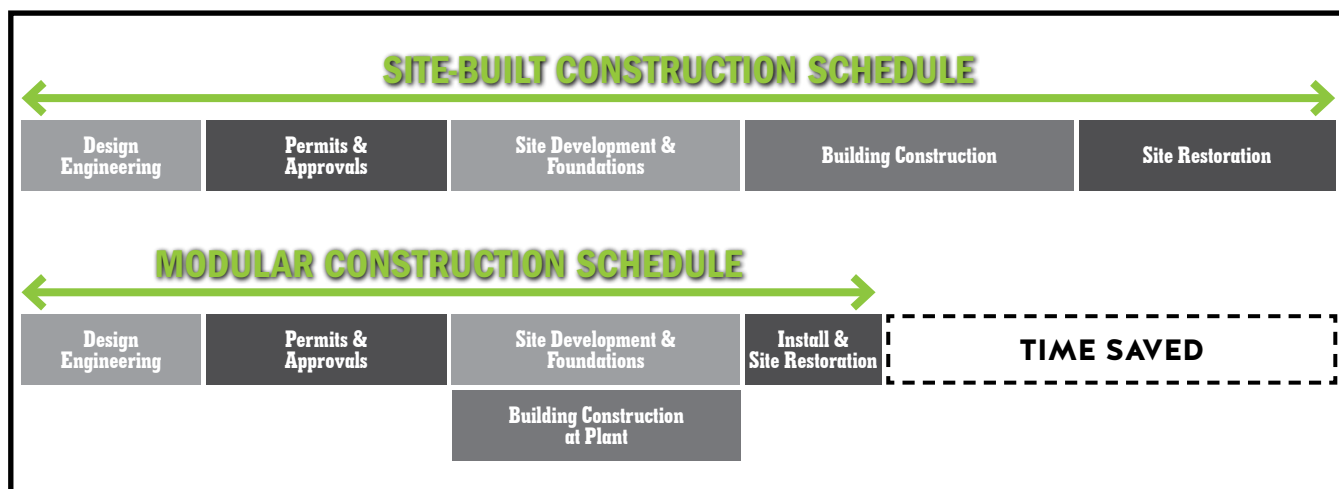 SITE-BUILT CONSTRUCTION SCHEDULE
Design
Engineering
Permits &
Approvals
Site Development &
Foundations
Building Construction
Site Restoration
MODULAR CONSTRUCTION SCHEDULE
Design
Engineering
Permits &
Approvals
Site Development &
Foundations
Install &
Site Restoration
TIME SAVED
Building Construction
at Plant